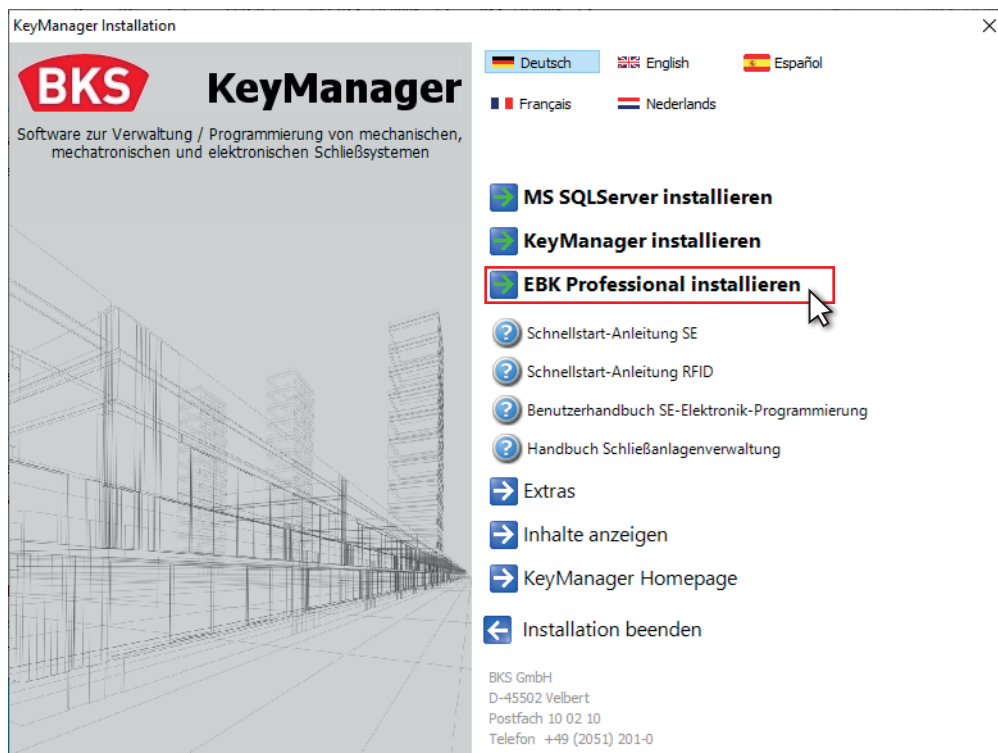 KeyManager Installation
BKS
KeyManager
Software zur Verwaltung / Programmierung von mechanischen,
mechatronischen und elektronischen Schließsystemen
Deutsch
English
Español
Français
Nederlands
MS SQLServer installieren
KeyManager installieren
EBK Professional installieren
Schnellstart-Anleitung SE
Schnellstart-Anleitung RFID
Benutzerhandbuch SE-Elektronik-Programmierung
Handbuch Schließanlagenverwaltung
Extras
Inhalte anzeigen
KeyManager Homepage
Installation beenden
BKS GmbH
D-45502 Velbert
Postfach 10 02 10
Telefon +49 (2051) 201-0